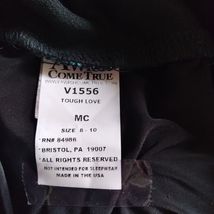 COME TRUE
V1556
TOUGH LOVE
MC
SIZE 8 - 10
*RN# 84986
*BRISTOL, PA 19007
*ALL RIGHTS RESERVED
NOT INTENDED FOR SLEEPWEAR
MADE IN USA